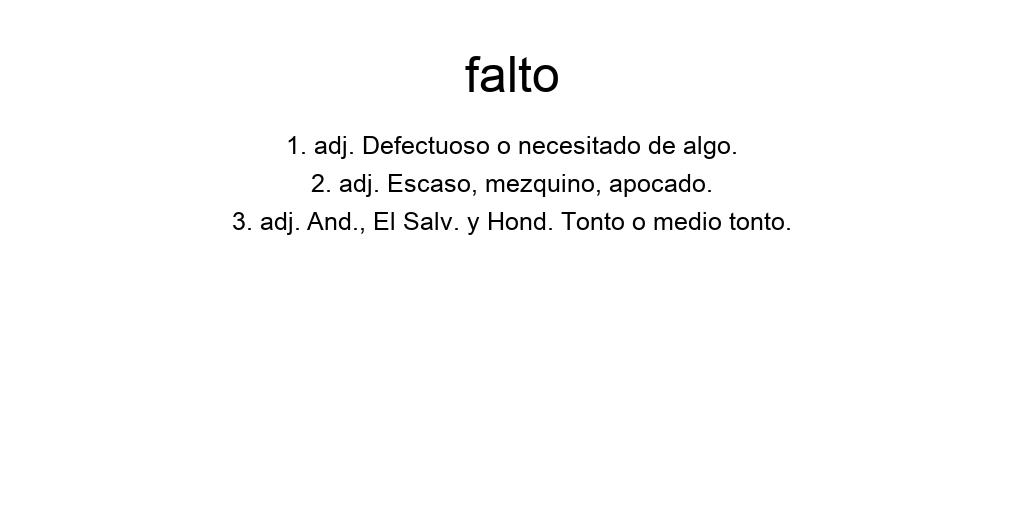 falto
1. adj. Defectuoso o necesitado de algo.
2. adj. Escaso, mezquino, apocado.
3. adj. And., El Salv. y Hond. Tonto o medio tonto.